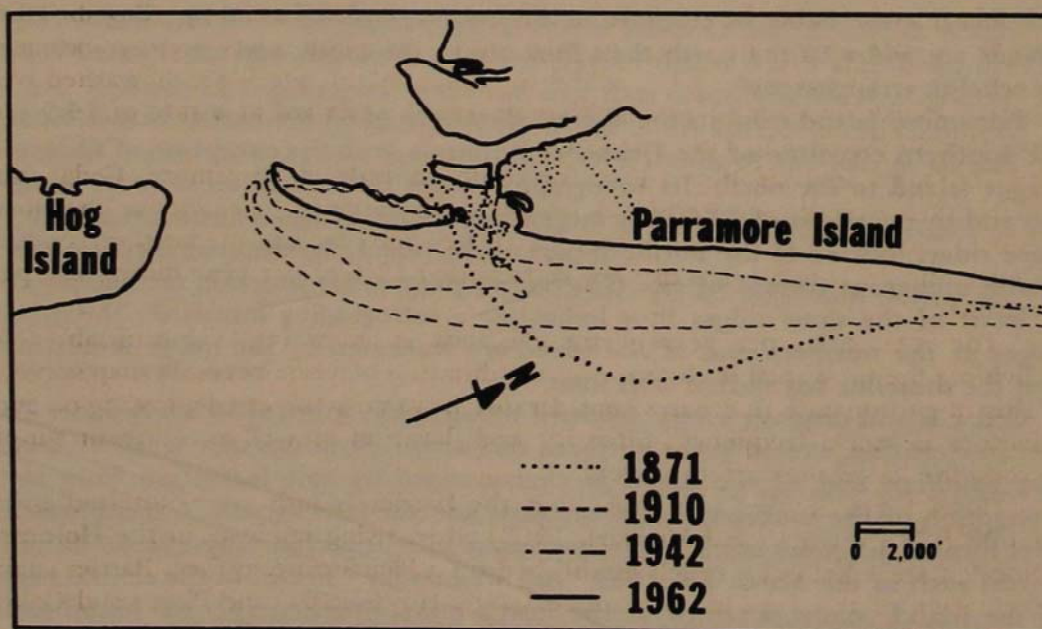 Hog
Island
Parramore Island
N
1871
1910
1942
1962
0 2,000'